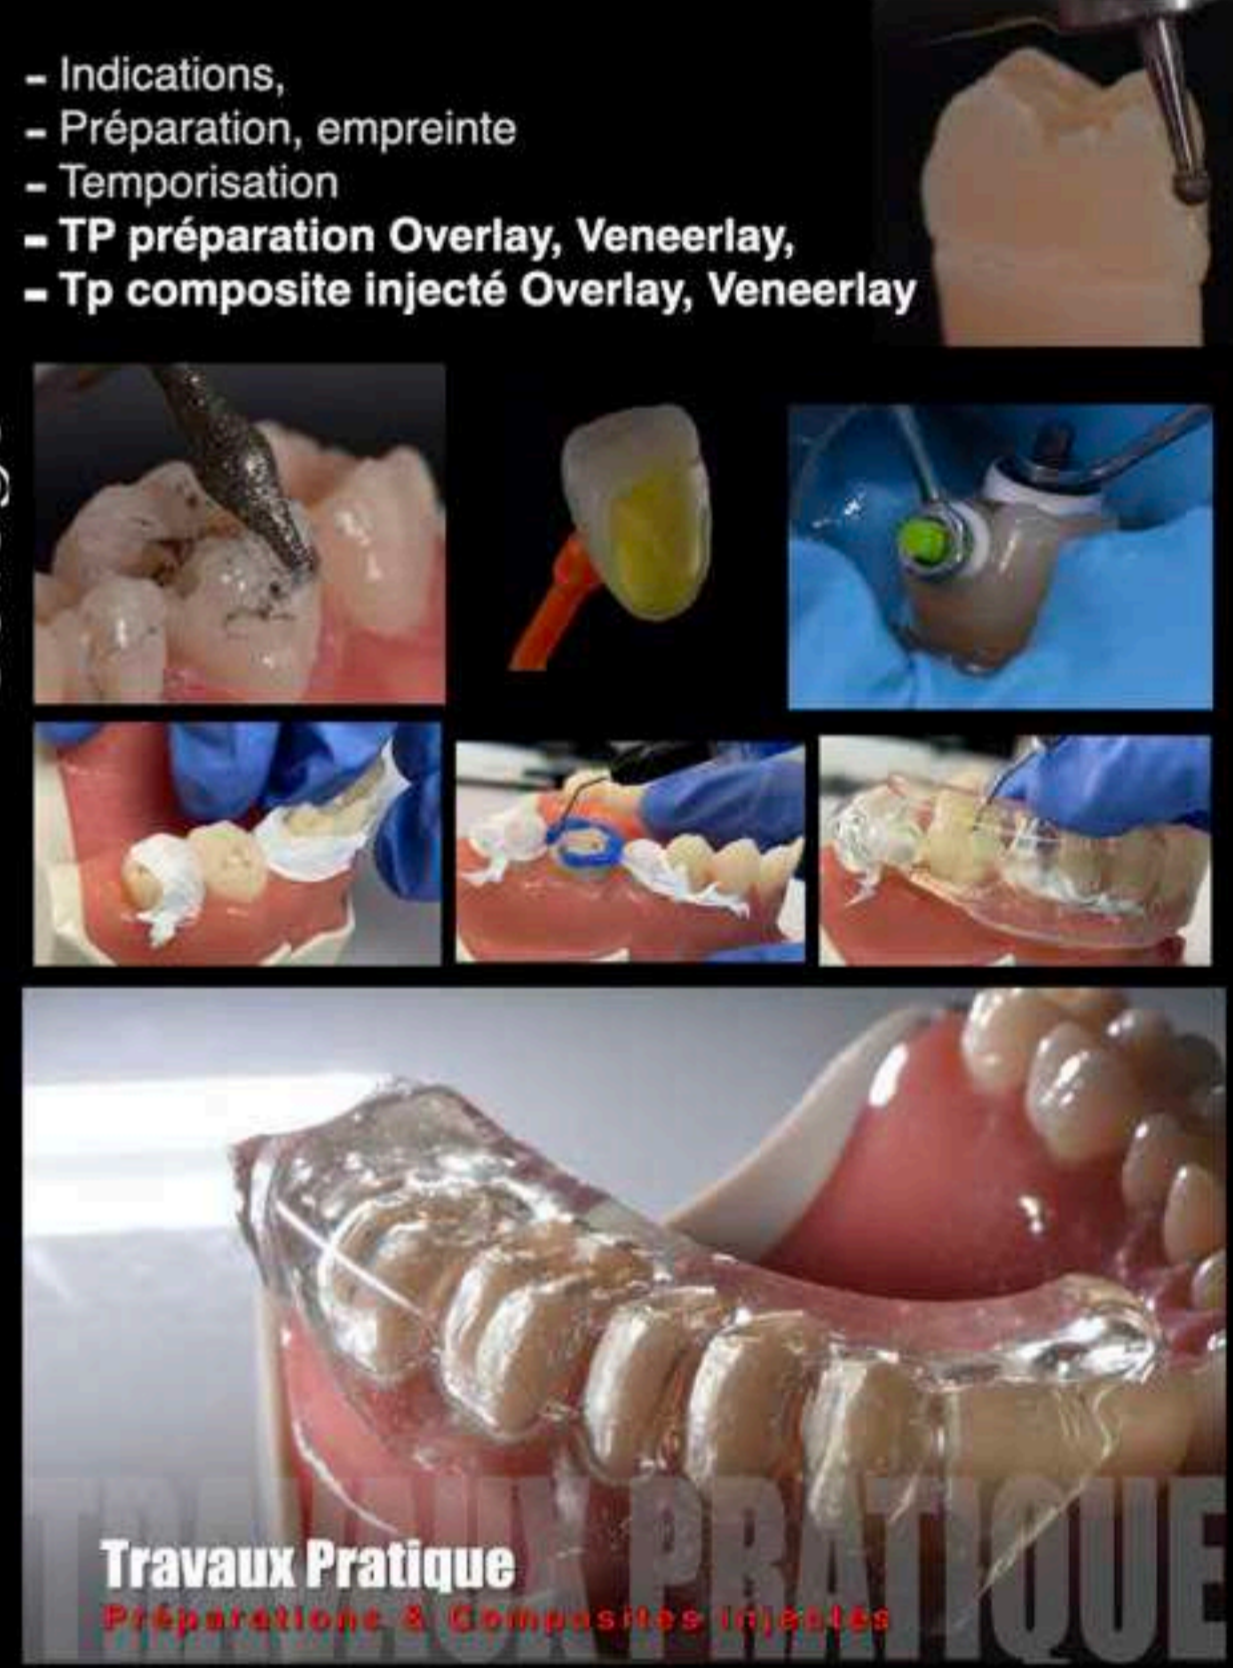 - Indications,
- Préparation, empreinte
- Temporisation
- TP préparation Overlay, Veneerlay,
- Tp composite injecté Overlay, Veneerlay
TRAVAUX PRATIQUE
Travaux Pratique
Préparations & Composites injectés